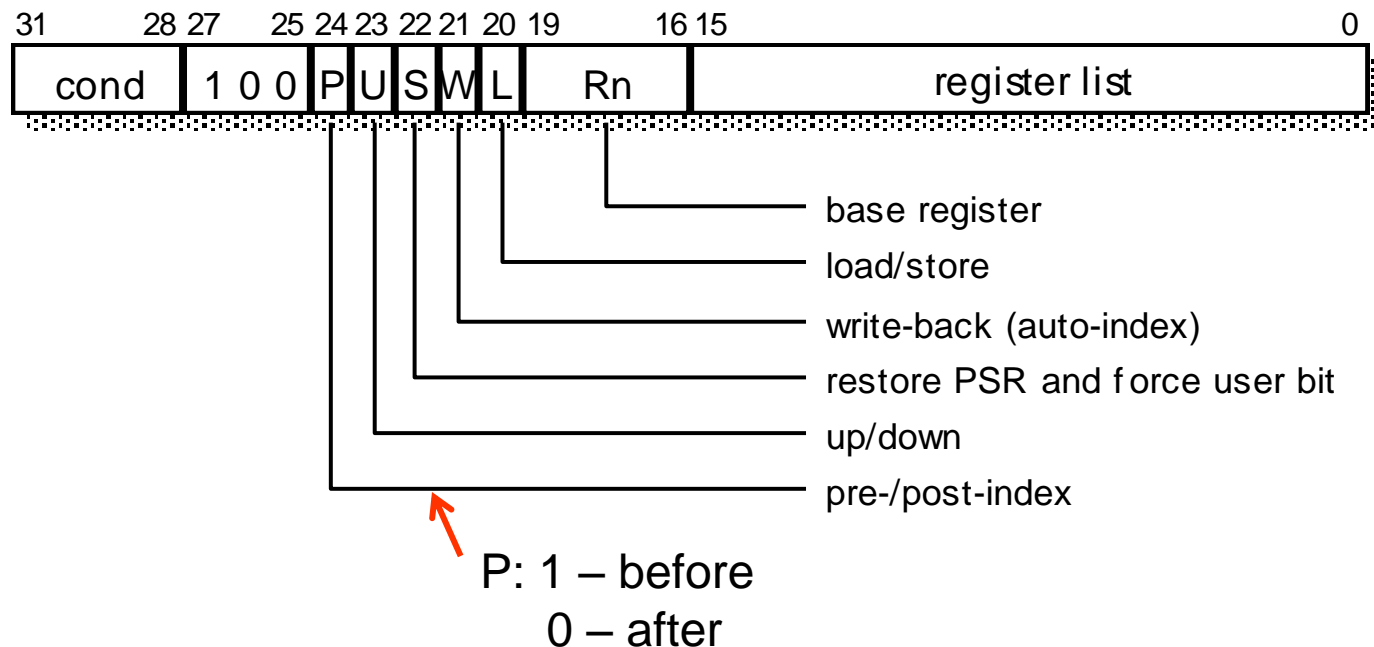 31 28 27 25 24 23 22 21 20 19 16 15 0
cond 1 0 0 P U S W L Rn register list
base register
load/store
write-back (auto-index)
restore PSR and force user bit
up/down
pre-/post-index
P: 1 – before
0 – after